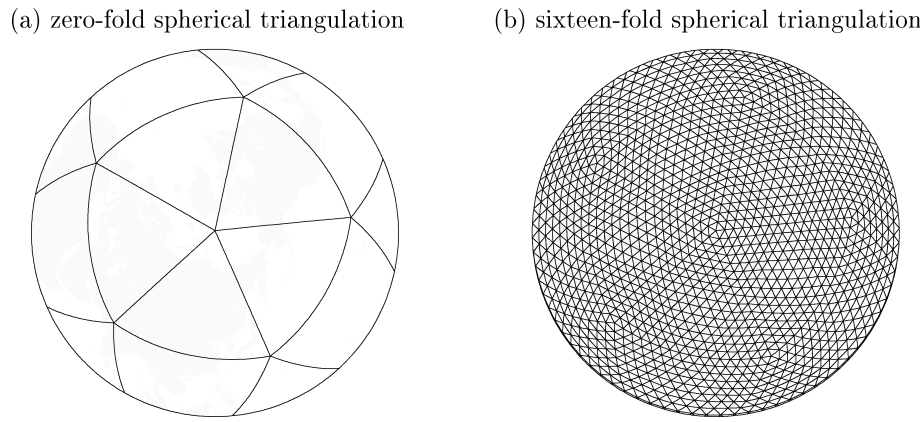 (a) zero-fold spherical triangulation
(b) sixteen-fold spherical triangulation